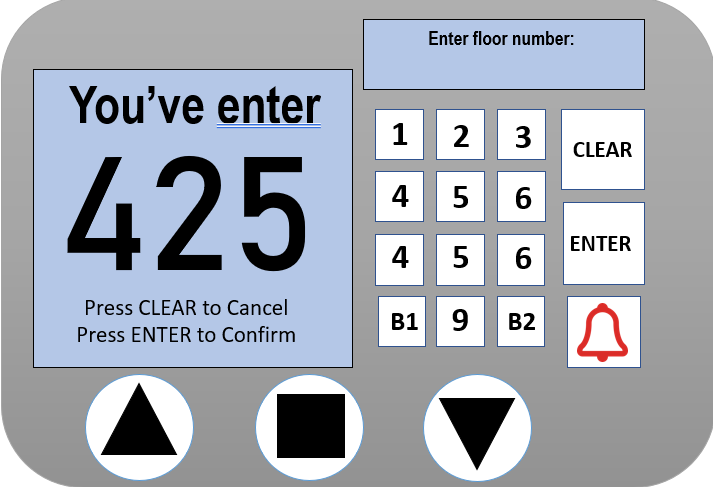 Enter floor number:
You’ve enter
425
Press CLEAR to Cancel
Press ENTER to Confirm
1 2 3
CLEAR
4 5 6
ENTER
4 5 6
B1 9 B2